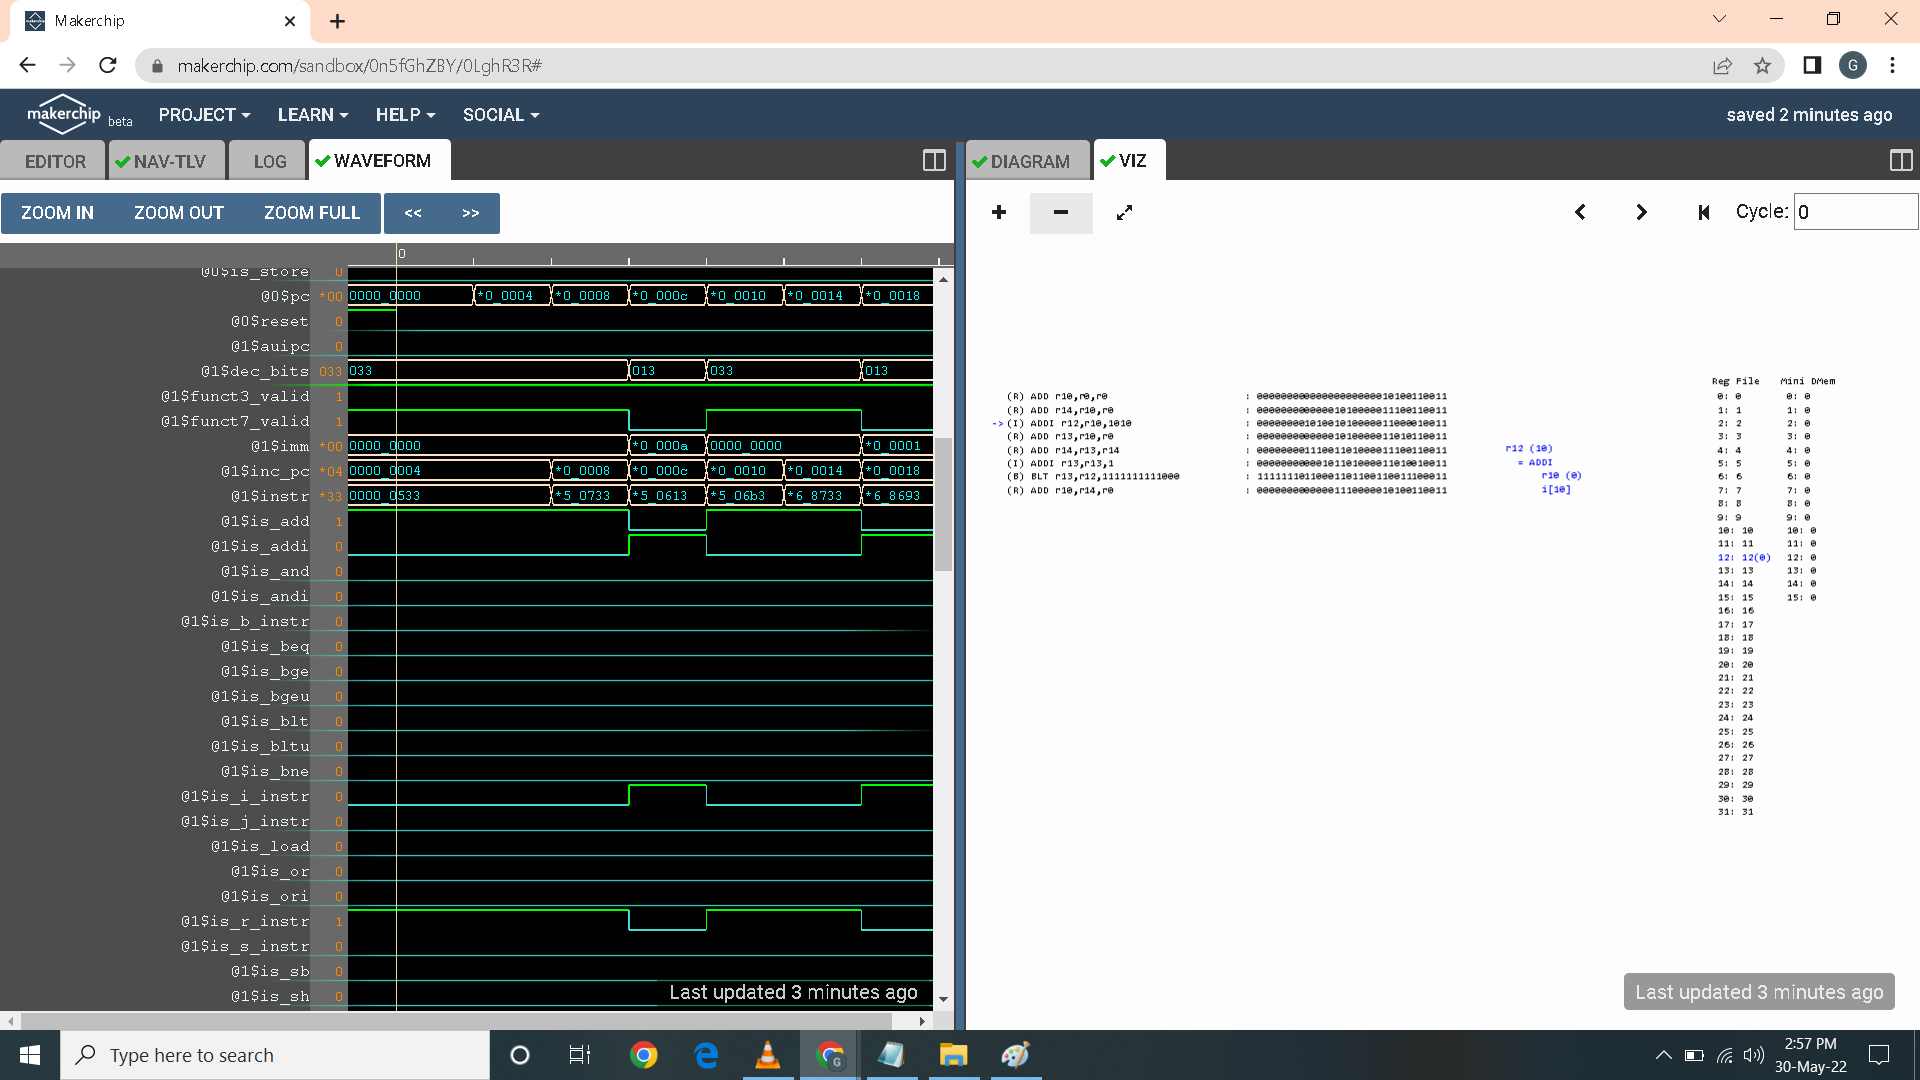 Makerchip
makerchip.com/sandbox/0n5fGhZBY/0LghR3R#
G
makerchip beta PROJECT LEARN HELP SOCIAL saved 2 minutes ago
EDITOR NAV-TLV LOG WAVEFORM DIAGRAM VIZ
ZOOM IN ZOOM OUT ZOOM FULL << >> Cycle: 0
0
@0$is_store 0
@0$pc *00 0000_0000 *0_0004 *0_0008 *0_000c *0_0010 *0_0014 *0_0018
@0$reset 0
@1$auipc 0
@1$dec_bits 033 033 013 033 013
@1$funct3_valid 1
@1$funct7_valid 1
@1$imm *00 0000_0000 *0_000a 0000_0000 *0_0001
@1$inc_pc *04 0000_0004 *0_0008 *0_000c *0_0010 *0_0014 *0_0018
@1$instr *33 0000_0533 *5_0733 *5_0613 *5_06b3 *6_8733 *6_8693
@1$is_add 1
@1$is_addi 0
@1$is_and 0
@1$is_andi 0
@1$is_b_instr 0
@1$is_beq 0
@1$is_bge 0
@1$is_bgeu 0
@1$is_blt 0
@1$is_bltu 0
@1$is_bne 0
@1$is_i_instr 0
@1$is_j_instr 0
@1$is_load 0
@1$is_or 0
@1$is_ori 0
@1$is_r_instr 1
@1$is_s_instr 0
@1$is_sb 0
@1$is_sh 0
Last updated 3 minutes ago
(R) ADD r10,r0,r0 : 00000000000000000000010100110011
(R) ADD r14,r10,r0 : 00000000000001010000011100110011
-> (I) ADDI r12,r10,1010 : 00000000101001010000011000010011
(R) ADD r13,r10,r0 : 00000000000001010000011010110011
(R) ADD r14,r13,r14 : 00000000111001101000011100110011
(I) ADDI r13,r13,1 : 00000000000101101000011010010011
(B) BLT r13,r12,1111111111000 : 11111110110001101100110011100011
(R) ADD r10,r14,r0 : 00000000000001110000010100110011
r12 (10)
= ADDI
r10 (0)
i[10]
Reg File Mini DMem
0: 0 0: 0
1: 1 1: 0
2: 2 2: 0
3: 3 3: 0
4: 4 4: 0
5: 5 5: 0
6: 6 6: 0
7: 7 7: 0
8: 8 8: 0
9: 9 9: 0
10: 10 10: 0
11: 11 11: 0
12: 12(0) 12: 0
13: 13 13: 0
14: 14 14: 0
15: 15 15: 0
16: 16
17: 17
18: 18
19: 19
20: 20
21: 21
22: 22
23: 23
24: 24
25: 25
26: 26
27: 27
28: 28
29: 29
30: 30
31: 31
Last updated 3 minutes ago
Type here to search
G
2:57 PM
30-May-22